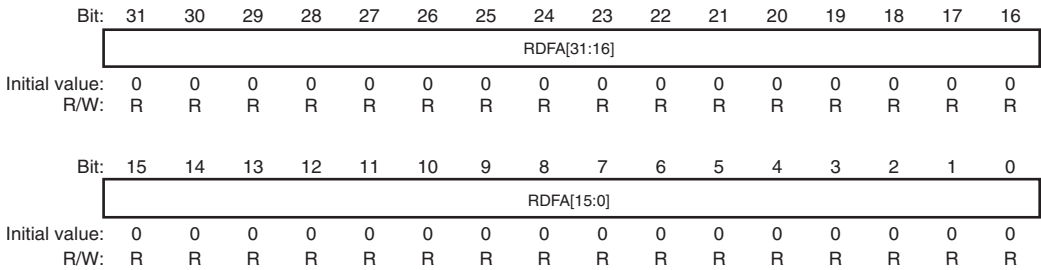 Bit: 31 30 29 28 27 26 25 24 23 22 21 20 19 18 17 16
RDFA[31:16]
Initial value: 0 0 0 0 0 0 0 0 0 0 0 0 0 0 0 0
R/W: R R R R R R R R R R R R R R R R
Bit: 15 14 13 12 11 10 9 8 7 6 5 4 3 2 1 0
RDFA[15:0]
Initial value: 0 0 0 0 0 0 0 0 0 0 0 0 0 0 0 0
R/W: R R R R R R R R R R R R R R R R